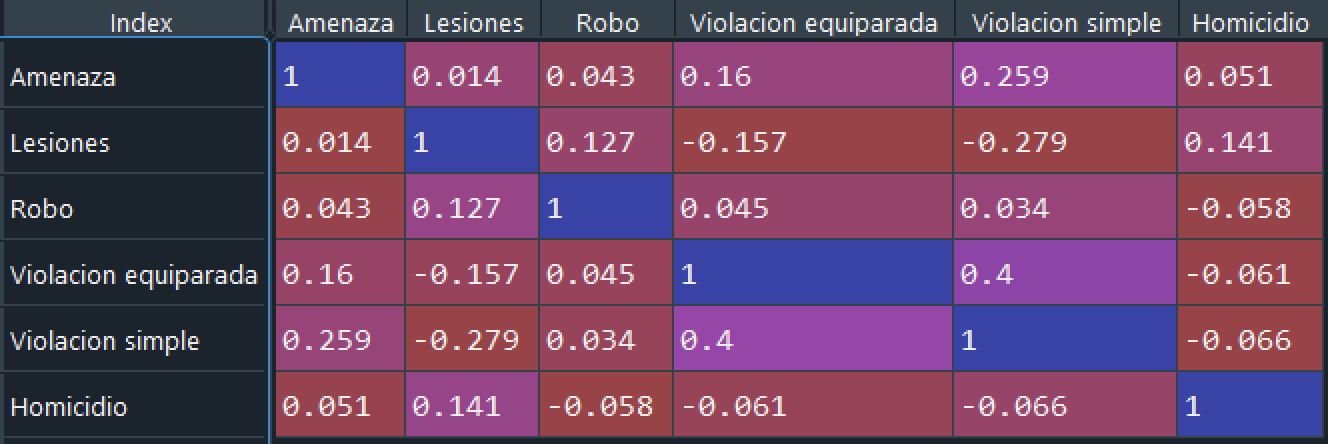 Index Amenaza Lesiones Robo Violacion equiparada Violacion simple Homicidio
Amenaza 1 0.014 0.043 0.16 0.259 0.051
Lesiones 0.014 1 0.127 -0.157 -0.279 0.141
Robo 0.043 0.127 1 0.045 0.034 -0.058
Violacion equiparada 0.16 -0.157 0.045 1 0.4 -0.061
Violacion simple 0.259 -0.279 0.034 0.4 1 -0.066
Homicidio 0.051 0.141 -0.058 -0.061 -0.066 1